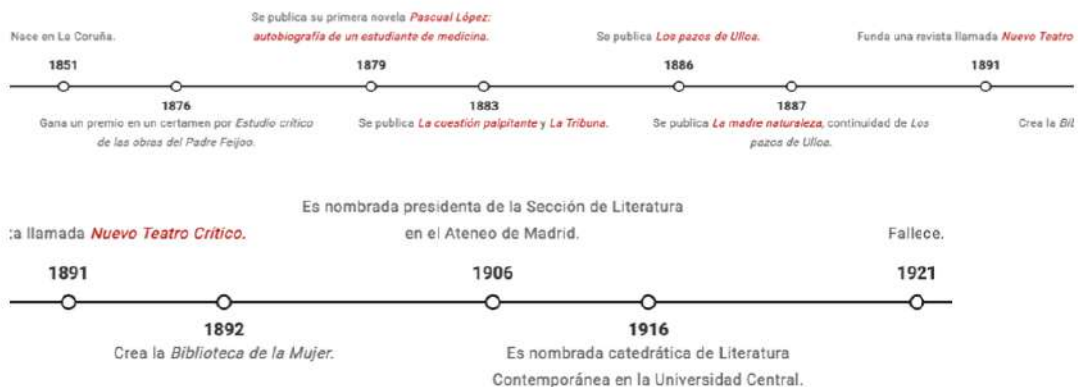 Se publica su primera novela Pascual López:
Nace en La Coruña.
autobiografía de un estudiante de medicina.
Se publica Los pazos de Ulloa.
Funda una revista llamada Nuevo Teatro
1851
1879
1886
1891
1876
1883
1887
Gana un premio en un certamen por Estudio crítico
de las obras del Padre Feijoo.
Se publica La cuestión palpitante y La Tribuna.
Se publica La madre naturaleza, continuidad de Los
pazos de Ulloa.
Crea la Bib
Es nombrada presidenta de la Sección de Literatura
en el Ateneo de Madrid.
ta llamada Nuevo Teatro Crítico.
Fallece.
1891
1906
1921
1892
1916
Crea la Biblioteca de la Mujer.
Es nombrada catedrática de Literatura
Contemporánea en la Universidad Central.